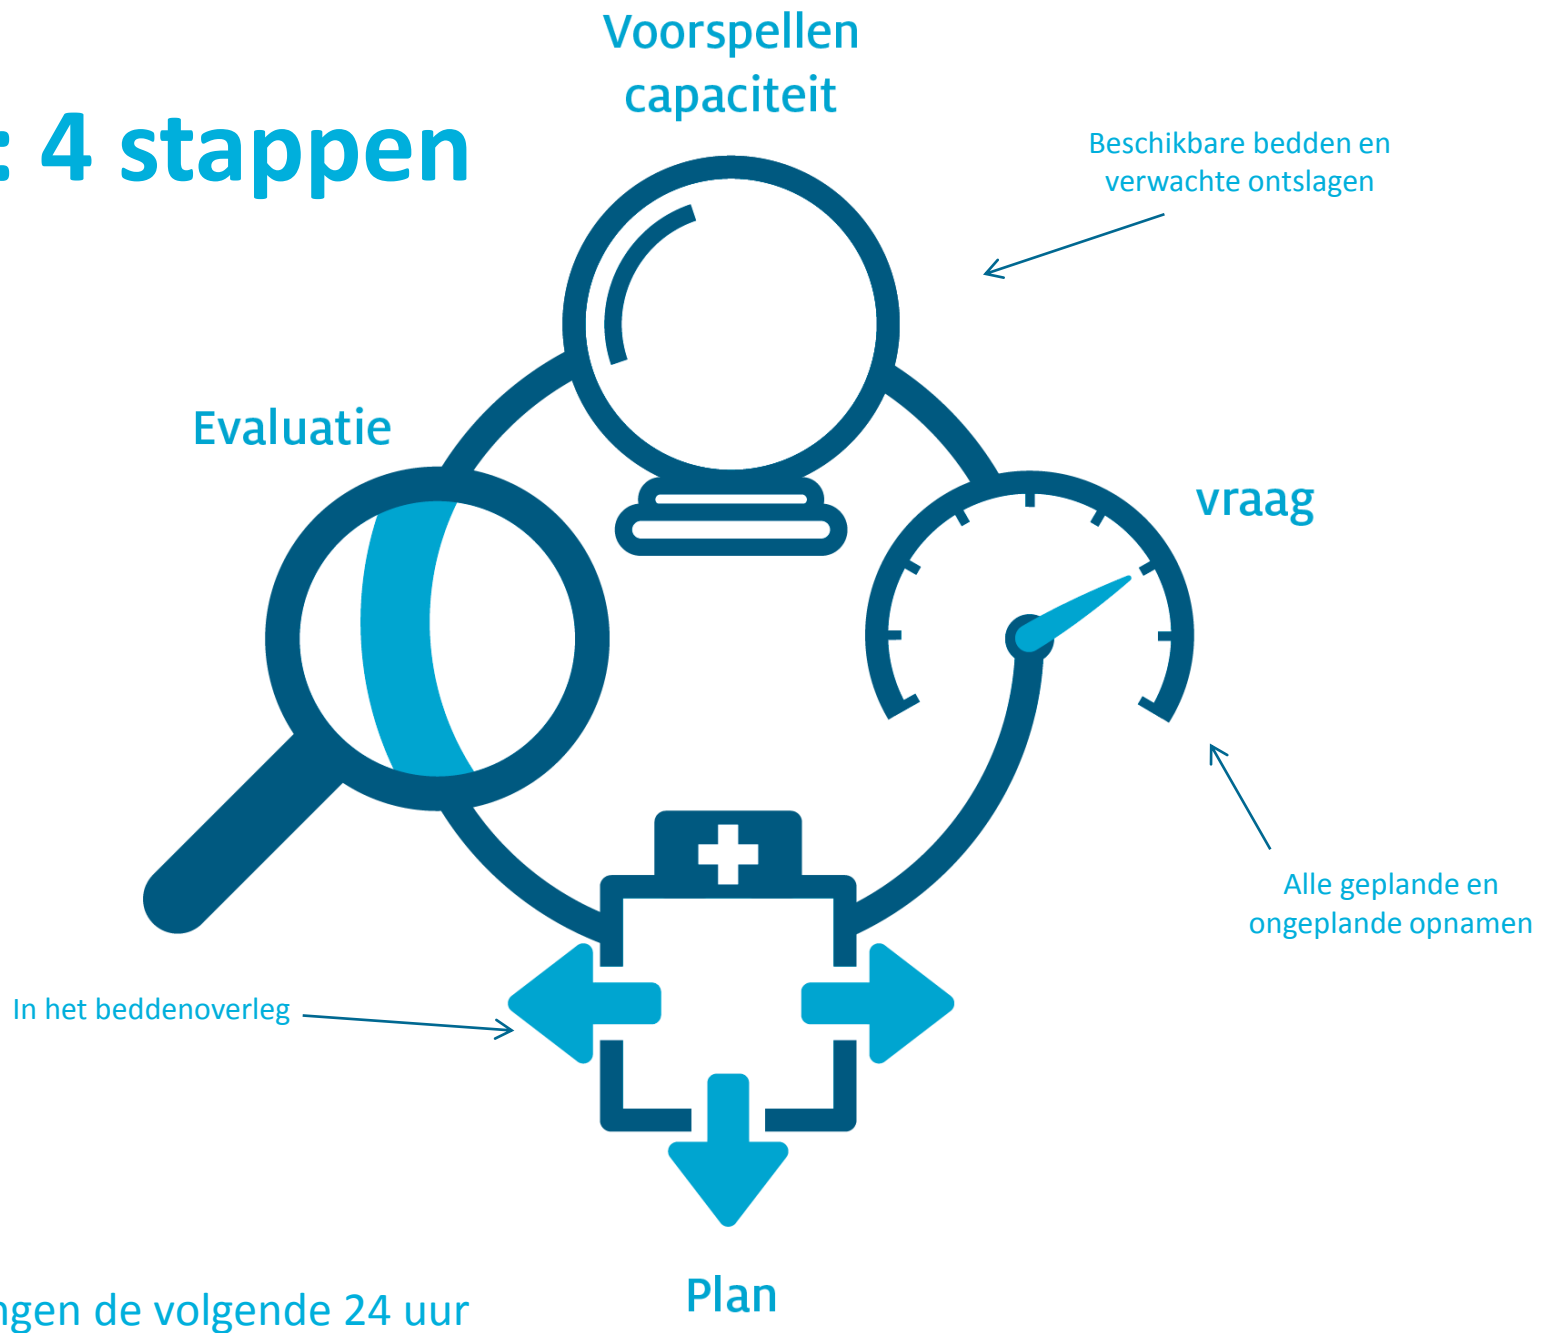 Voorspellen
capaciteit
: 4 stappen
Beschikbare bedden en
verwachte ontslagen
Evaluatie
vraag
Alle geplande en
ongeplande opnamen
In het beddenoverleg
Plan
de volgende 24 uur